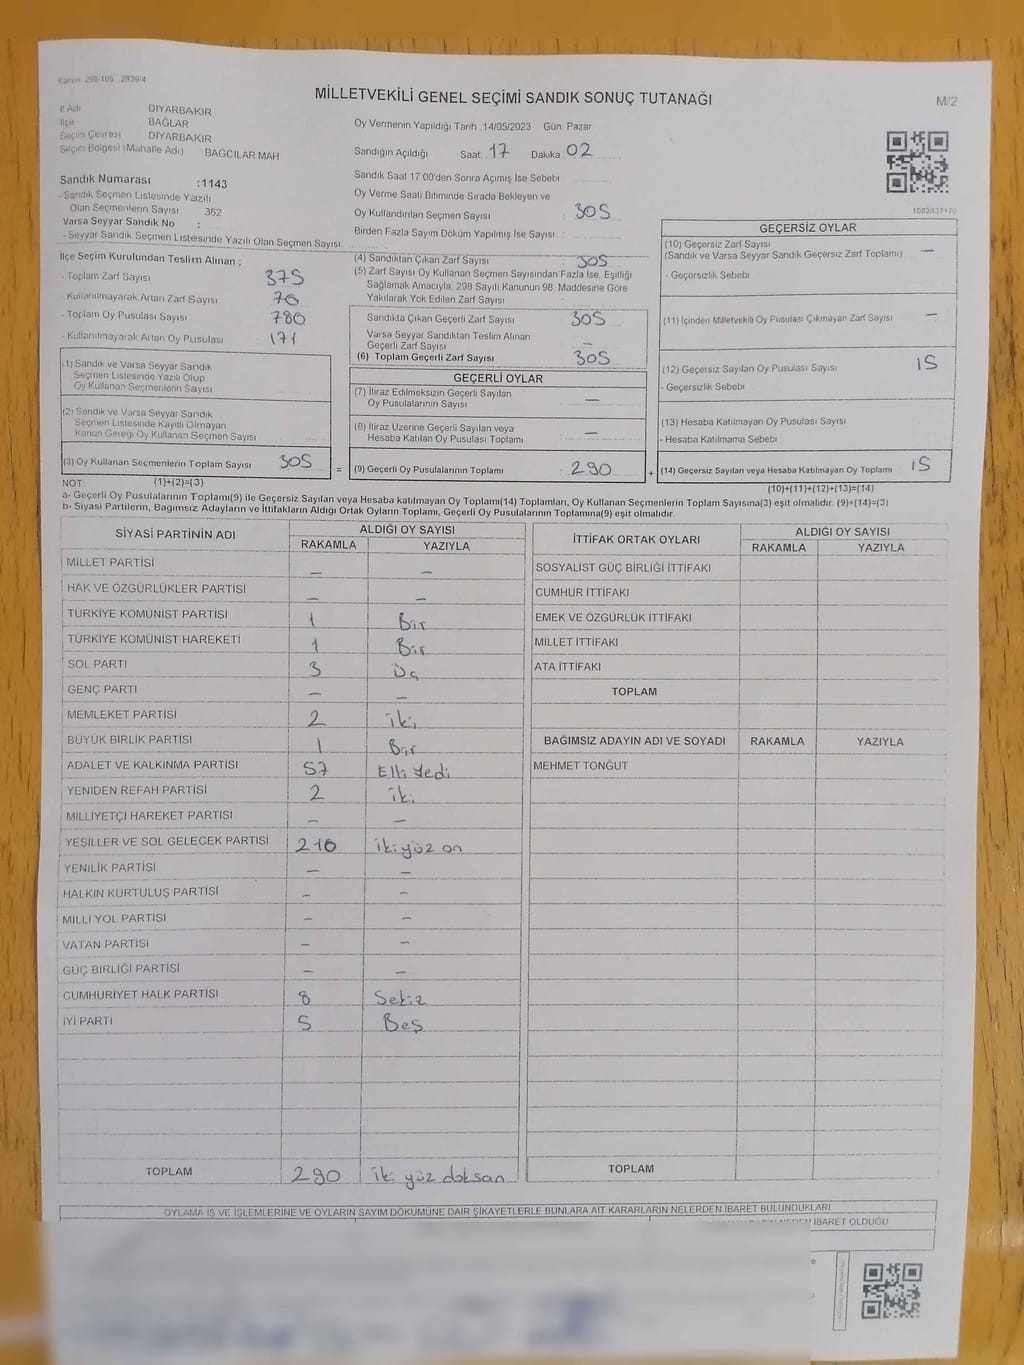 Kanun 298/105 2839/4
MİLLETVEKİLİ GENEL SEÇİMİ SANDIK SONUÇ TUTANAĞI
M/2
İl Adı DİYARBAKIR
İlçe BAĞLAR
Seçim Çevresi DİYARBAKIR
Seçim Bölgesi (Mahalle Adı) BAĞCILAR MAH
Sandık Numarası :1143
- Sandık Seçmen Listesinde Yazılı
Olan Seçmenlerin Sayısı 362
Varsa Seyyar Sandık No :
- Seyyar Sandık Seçmen Listesinde Yazılı Olan Seçmen Sayısı
Oy Vermenin Yapıldığı Tarih :14/05/2023 Gün: Pazar
Sandığın Açıldığı Saat: 17 Dakika 02
Sandık Saat 17 00'den Sonra Açımış İse Sebebi
Oy Verme Saati Bitiminde Sırada Bekleyen ve
Oy Kullandırılan Seçmen Sayısı : 305
Birden Fazla Sayım Döküm Yapılmış İse Sayısı :
1083937170
İlçe Seçim Kurulundan Teslim Alınan ;
- Toplam Zarf Sayısı 375
- Kullanılmayarak Artan Zarf Sayısı 70
- Toplam Oy Pusulası Sayısı 780
- Kullanılmayarak Artan Oy Pusulası 171
(1) Sandık ve Varsa Seyyar Sandık
Seçmen Listesinde Yazılı Olup
Oy Kullanan Seçmenlerin Sayısı
(2) Sandık ve Varsa Seyyar Sandık
Seçmen Listesinde Kayıtlı Olmayan
Kanun Gereği Oy Kullanan Seçmen Sayısı
(3) Oy Kullanan Seçmenlerin Toplam Sayısı 305
(4) Sandıktan Çıkan Zarf Sayısı : 305
(5) Zarf Sayısı Oy Kullanan Seçmen Sayısından Fazla İse, Eşitliği
Sağlamak Amacıyla, 298 Sayılı Kanunun 98. Maddesine Göre
Yakılarak Yok Edilen Zarf Sayısı
Sandıkta Çıkan Geçerli Zarf Sayısı 305
Varsa Seyyar Sandıktan Teslim Alınan
Geçerli Zarf Sayısı —
(6) Toplam Geçerli Zarf Sayısı 305
GEÇERLİ OYLAR
(7) İtiraz Edilmeksizin Geçerli Sayılan
Oy Pusulalarının Sayısı —
(8) İtiraz Üzerine Geçerli Sayılan veya
Hesaba Katılan Oy Pusulası Toplamı —
= (9) Geçerli Oy Pusulalarının Toplamı : 290
GEÇERSİZ OYLAR
(10) Geçersiz Zarf Sayısı
(Sandık ve Varsa Seyyar Sandık Geçersiz Zarf Toplamı) —
- Geçersizlik Sebebi
(11) İçinden Milletvekili Oy Pusulası Çıkmayan Zarf Sayısı —
(12) Geçersiz Sayılan Oy Pusulası Sayısı 15
- Geçersizlik Sebebi
(13) Hesaba Katılmayan Oy Pusulası Sayısı
- Hesaba Katılmama Sebebi
+ (14) Geçersiz Sayılan veya Hesaba Katılmayan Oy Toplamı 15
NOT: (1)+(2)=(3) (10)+(11)+(12)+(13)=(14)
a- Geçerli Oy Pusulalarının Toplamı(9) ile Geçersiz Sayılan veya Hesaba katılmayan Oy Toplamı(14) Toplamları, Oy Kullanan Seçmenlerin Toplam Sayısına(3) eşit olmalıdır. (9)+(14)=(3)
b- Siyasi Partilerin, Bağımsız Adayların ve İttifakların Aldığı Ortak Oyların Toplamı, Geçerli Oy Pusulalarının Toplamına(9) eşit olmalıdır.
SİYASİ PARTİNİN ADI ALDIĞI OY SAYISI
RAKAMLA YAZIYLA
MİLLET PARTİSİ — —
HAK VE ÖZGÜRLÜKLER PARTİSİ — —
TÜRKİYE KOMÜNİST PARTİSİ 1 Bir
TÜRKİYE KOMÜNİST HAREKETİ 1 Bir
SOL PARTİ 3 Üç
GENÇ PARTİ — —
MEMLEKET PARTİSİ 2 İki
BÜYÜK BİRLİK PARTİSİ 1 Bir
ADALET VE KALKINMA PARTİSİ 57 Elli Yedi
YENİDEN REFAH PARTİSİ 2 İki
MİLLİYETÇİ HAREKET PARTİSİ — —
YEŞİLLER VE SOL GELECEK PARTİSİ 210 iki yüz on
YENİLİK PARTİSİ — —
HALKIN KURTULUŞ PARTİSİ — —
MİLLİ YOL PARTİSİ — —
VATAN PARTİSİ — —
GÜÇ BİRLİĞİ PARTİSİ — —
CUMHURİYET HALK PARTİSİ 8 Sekiz
İYİ PARTİ 5 Beş
TOPLAM 290 iki yüz doksan
İTTİFAK ORTAK OYLARI ALDIĞI OY SAYISI
RAKAMLA YAZIYLA
SOSYALİST GÜÇ BİRLİĞİ İTTİFAKI
CUMHUR İTTİFAKI
EMEK VE ÖZGÜRLÜK İTTİFAKI
MİLLET İTTİFAKI
ATA İTTİFAKI
TOPLAM
BAĞIMSIZ ADAYIN ADI VE SOYADI RAKAMLA YAZIYLA
MEHMET TONĞUT
TOPLAM
OYLAMA İŞ VE İŞLEMLERİNE VE OYLARIN SAYIM DÖKÜMÜNE DAİR ŞİKAYETLERLE BUNLARA AİT KARARLARIN NELERDEN İBARET BULUNDUKLARI
İBARET OLDUĞU